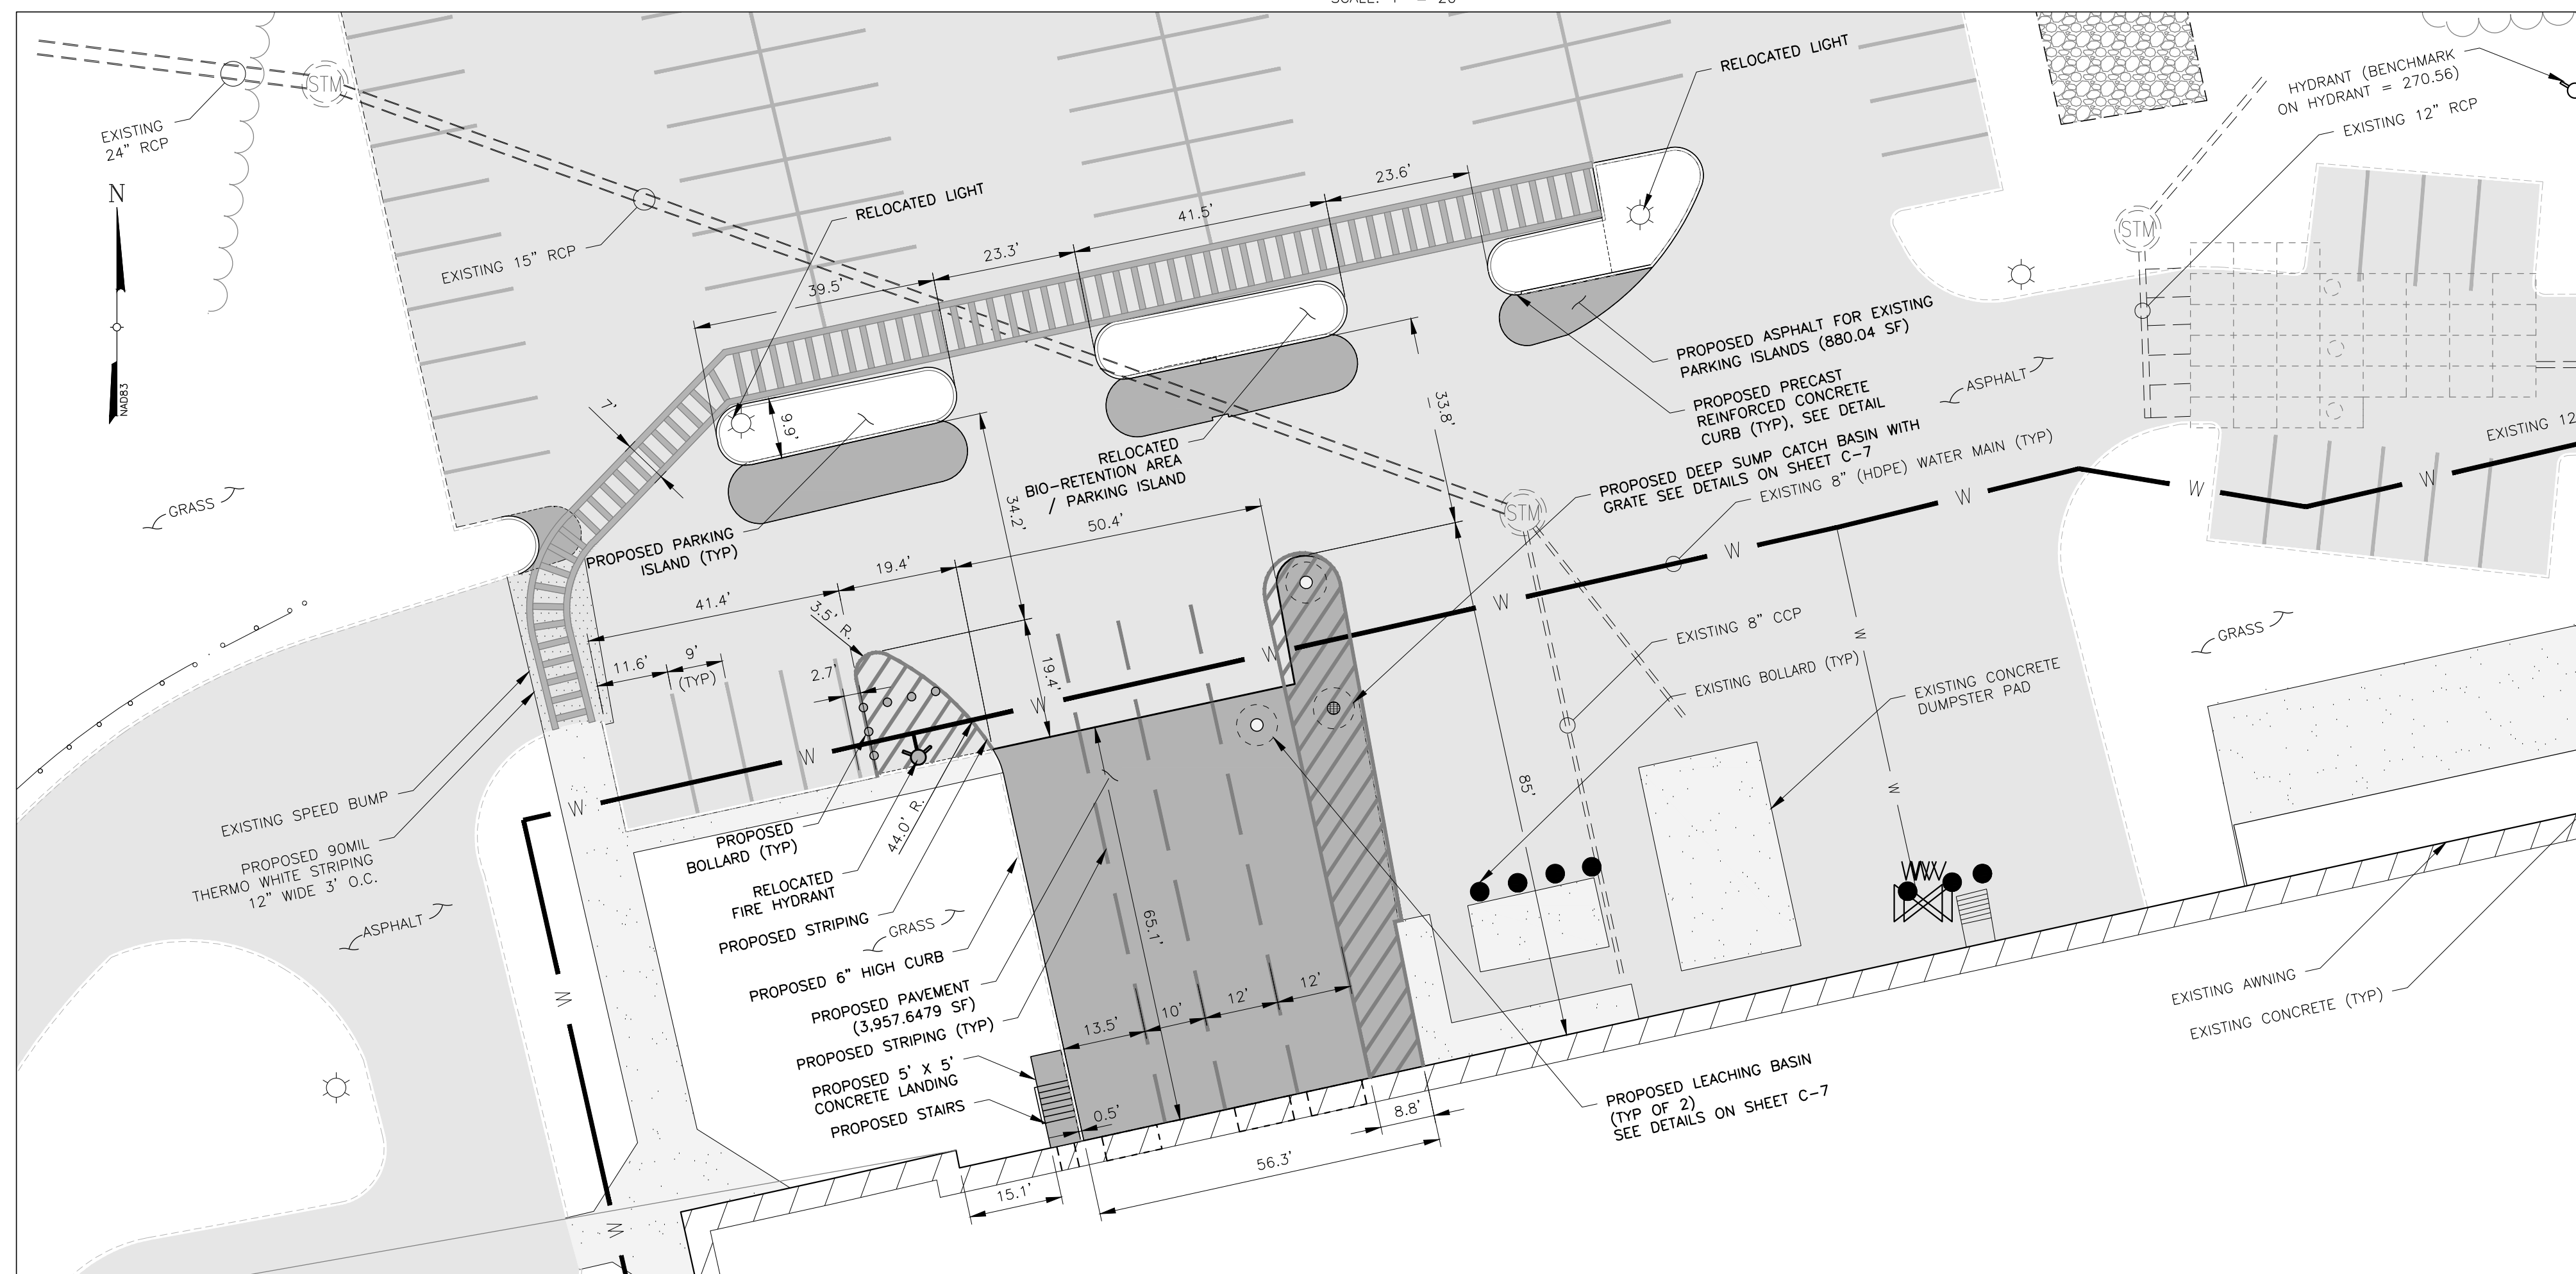 EXISTING
24" RCP
N
NAD83
EXISTING 15" RCP
RELOCATED LIGHT
RELOCATED LIGHT
HYDRANT (BENCHMARK
ON HYDRANT = 270.56)
EXISTING 12" RCP
STM
STM
STM
39.5'
23.3'
41.5'
23.6'
7'
9.9'
34.2'
33.8'
GRASS
PROPOSED PARKING
ISLAND (TYP)
RELOCATED
BIO-RETENTION AREA
/ PARKING ISLAND
PROPOSED ASPHALT FOR EXISTING
PARKING ISLANDS (880.04 SF)
PROPOSED PRECAST
REINFORCED CONCRETE
CURB (TYP), SEE DETAIL
PROPOSED DEEP SUMP CATCH BASIN WITH
GRATE SEE DETAILS ON SHEET C-7
EXISTING 8" (HDPE) WATER MAIN (TYP)
ASPHALT
EXISTING 12
50.4'
19.4'
41.4'
3.5' R.
11.6'
9'
(TYP)
2.7'
19.4'
W
W
W
W
W
W
W
W
W
W
W
W
W
W
EXISTING 8" CCP
EXISTING BOLLARD (TYP)
EXISTING CONCRETE
DUMPSTER PAD
GRASS
85'
EXISTING SPEED BUMP
PROPOSED 90MIL
THERMO WHITE STRIPING
12" WIDE 3' O.C.
ASPHALT
PROPOSED
BOLLARD (TYP)
44.0' R.
RELOCATED
FIRE HYDRANT
PROPOSED STRIPING
GRASS
PROPOSED 6" HIGH CURB
PROPOSED PAVEMENT
(3,957.6479 SF)
PROPOSED STRIPING (TYP)
PROPOSED 5' X 5'
CONCRETE LANDING
PROPOSED STAIRS
65.1'
13.5'
10'
12'
12'
0.5'
8.8'
15.1'
56.3'
PROPOSED LEACHING BASIN
(TYP OF 2)
SEE DETAILS ON SHEET C-7
EXISTING AWNING
EXISTING CONCRETE (TYP)